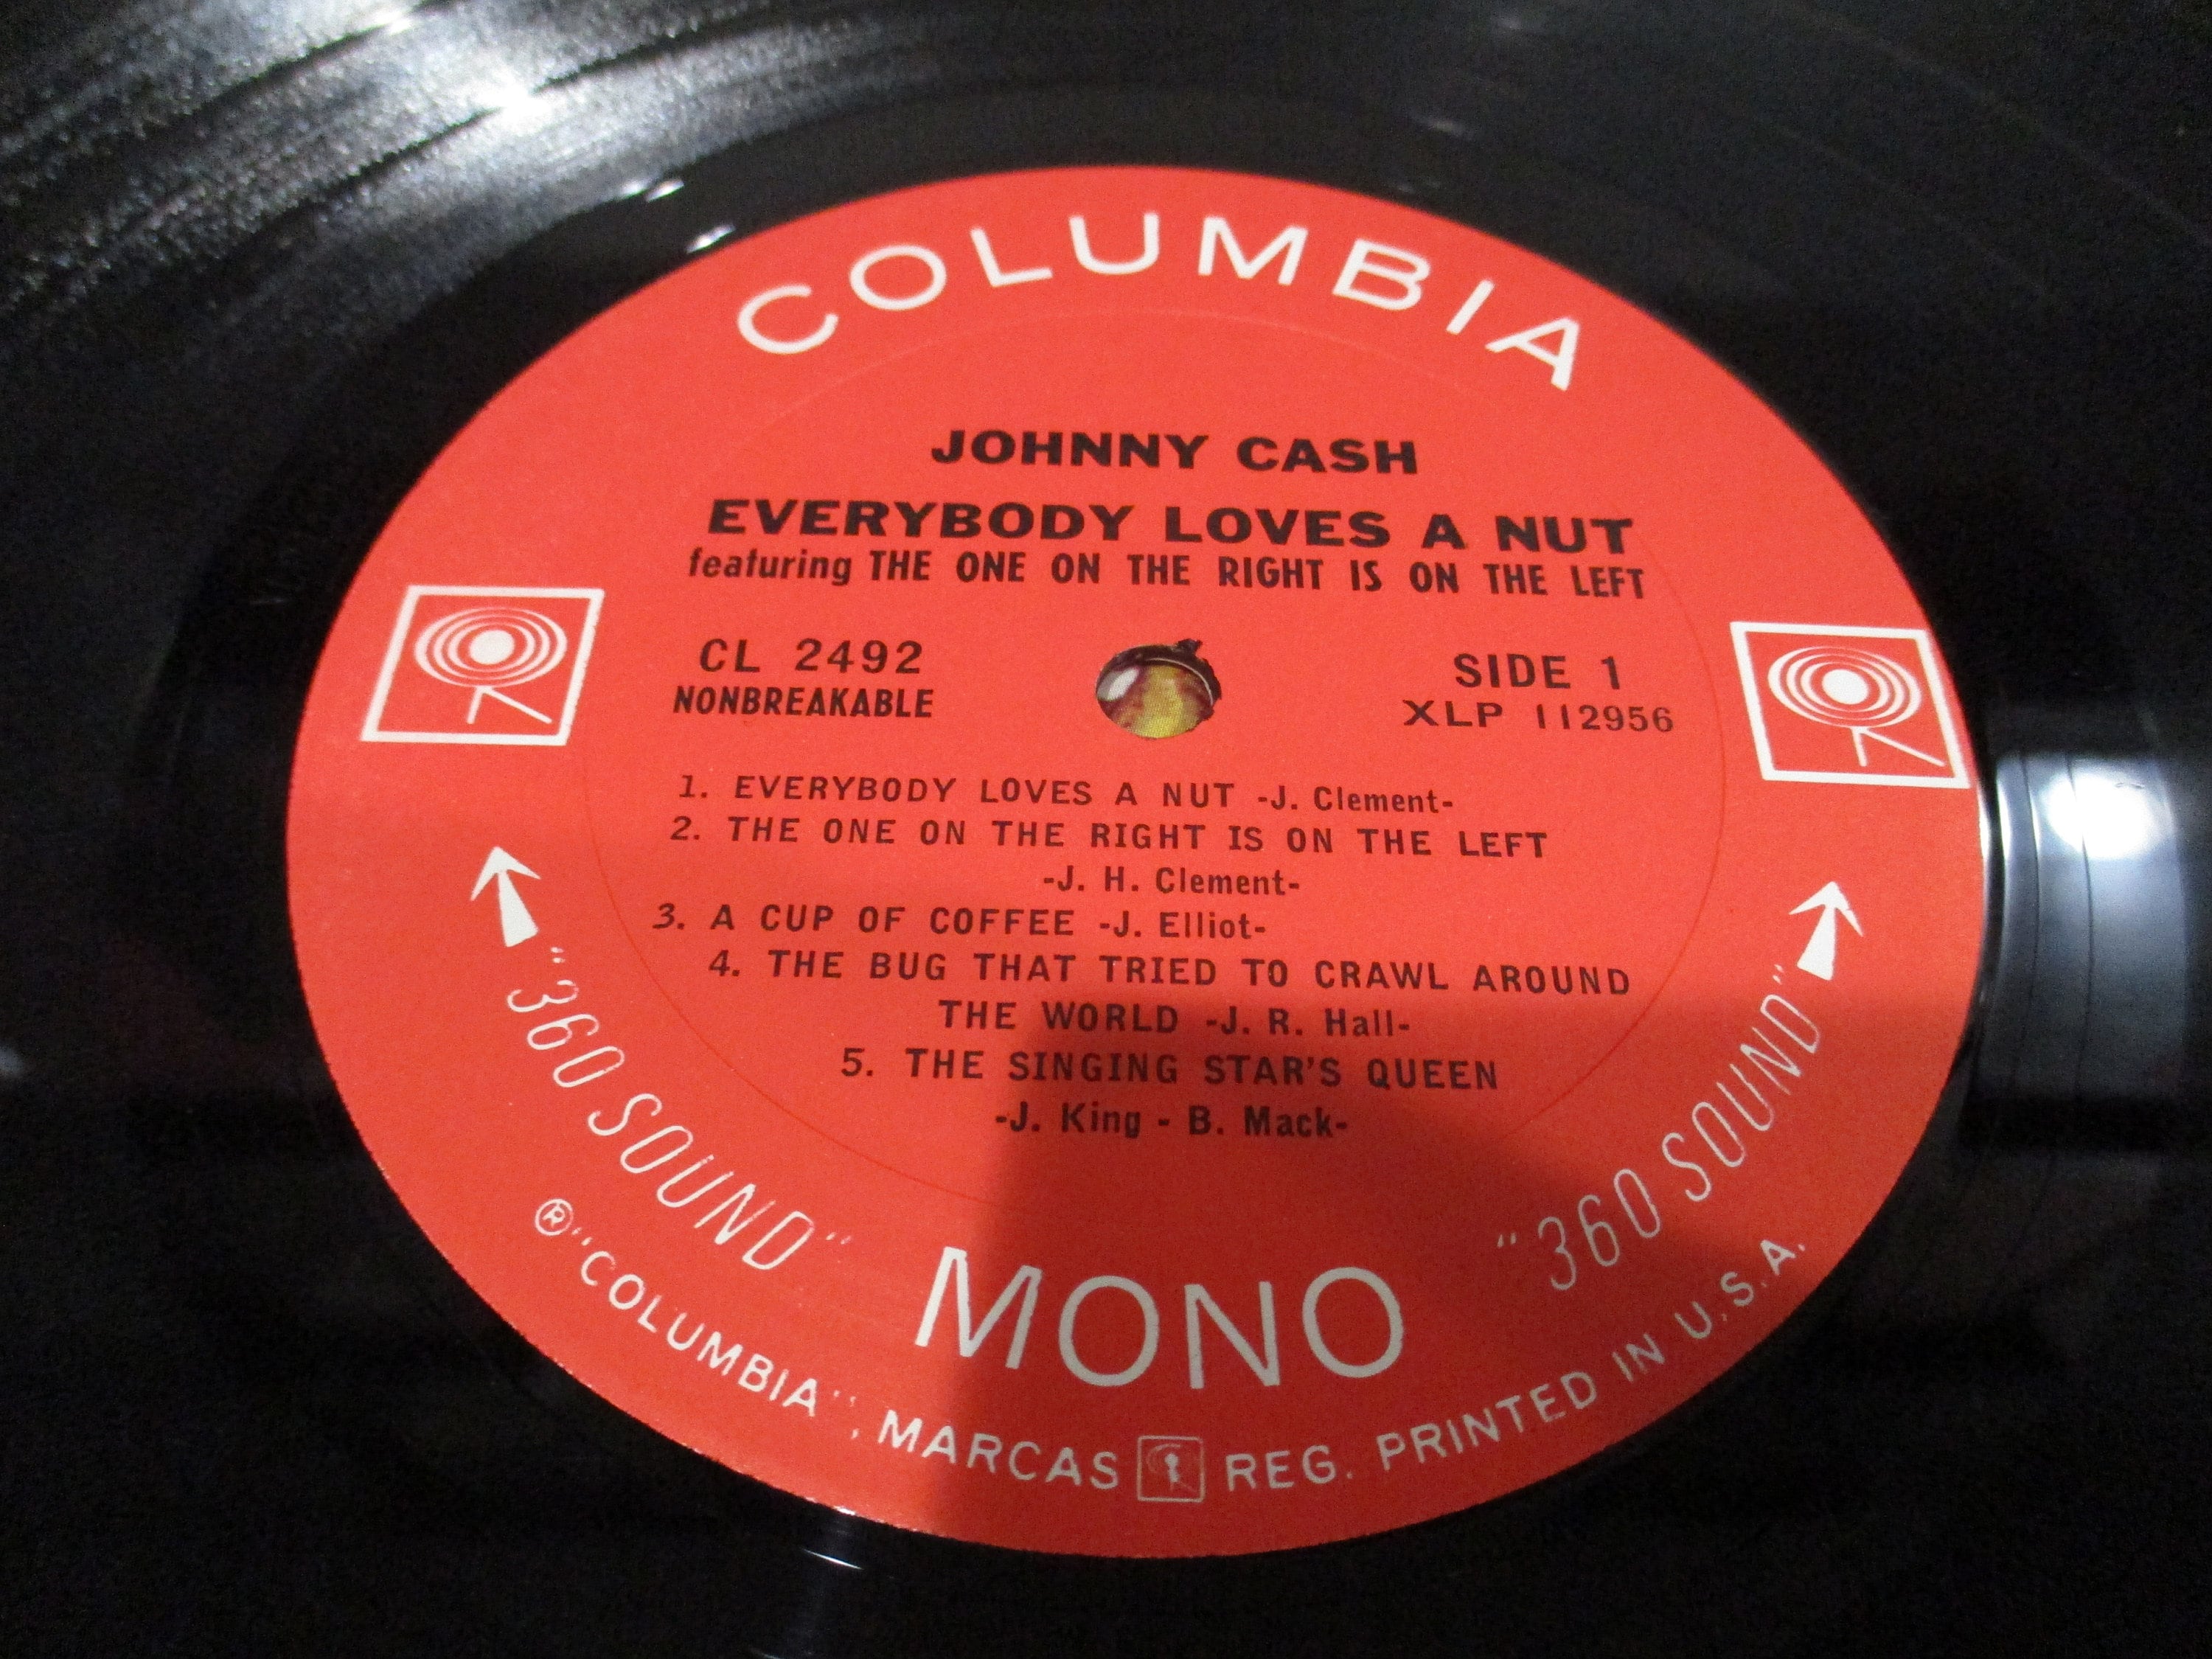 COLUMBIA
JOHNNY CASH
EVERYBODY LOVES A NUT
featuring THE ONE ON THE RIGHT IS ON THE LEFT
CL 2492
NONBREAKABLE
SIDE 1
XLP 112956
1. EVERYBODY LOVES A NUT -J. Clement-
2. THE ONE ON THE RIGHT IS ON THE LEFT
-J. H. Clement-
3. A CUP OF COFFEE -J. Elliot-
4. THE BUG THAT TRIED TO CRAWL AROUND
THE WORLD -J. R. Hall-
5. THE SINGING STAR'S QUEEN
-J. King - B. Mack-
"360 SOUND"
MONO
"360 SOUND"
®"COLUMBIA", MARCAS REG. PRINTED IN U.S.A.